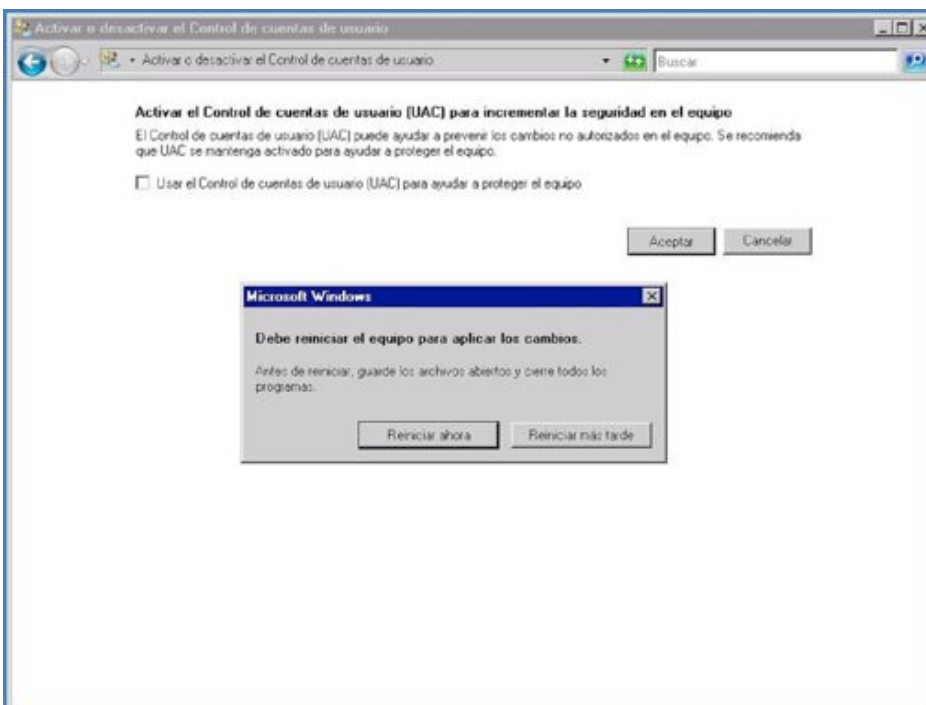 Activar o desactivar el Control de cuentas de usuario
Activar o desactivar el Control de cuentas de usuario
Buscar
Activar el Control de cuentas de usuario (UAC) para incrementar la seguridad en el equipo
El Control de cuentas de usuario (UAC) puede ayudar a prevenir los cambios no autorizados en el equipo. Se recomienda
que UAC se mantenga activado para ayudar a proteger el equipo.
Usar el Control de cuentas de usuario (UAC) para ayudar a proteger el equipo
Aceptar Cancelar
Microsoft Windows
Debe reiniciar el equipo para aplicar los cambios.
Antes de reiniciar, guarde los archivos abiertos y cierre todos los
programas.
Reiniciar ahora Reiniciar más tarde